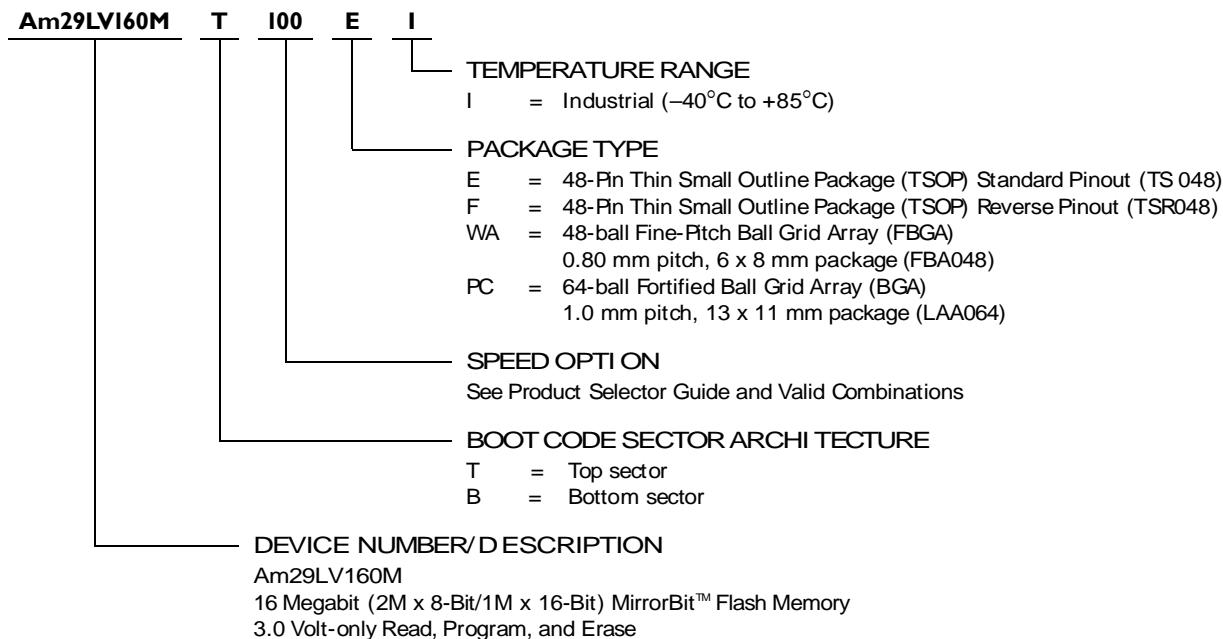 Am29LV160M T 100 E I
TEMPERATURE RANGE
I = Industrial (–40°C to +85°C)
PACKAGE TYPE
E = 48-Pin Thin Small Outline Package (TSOP) Standard Pinout (TS 048)
F = 48-Pin Thin Small Outline Package (TSOP) Reverse Pinout (TSR048)
WA = 48-ball Fine-Pitch Ball Grid Array (FBGA)
0.80 mm pitch, 6 x 8 mm package (FBA048)
PC = 64-ball Fortified Ball Grid Array (BGA)
1.0 mm pitch, 13 x 11 mm package (LAA064)
SPEED OPTI ON
See Product Selector Guide and Valid Combinations
BOOT CODE SECTOR ARCHI TECTURE
T = Top sector
B = Bottom sector
DEVICE NUMBER/ D ESCRIPTION
Am29LV160M
16 Megabit (2M x 8-Bit/1M x 16-Bit) MirrorBit™ Flash Memory
3.0 Volt-only Read, Program, and Erase